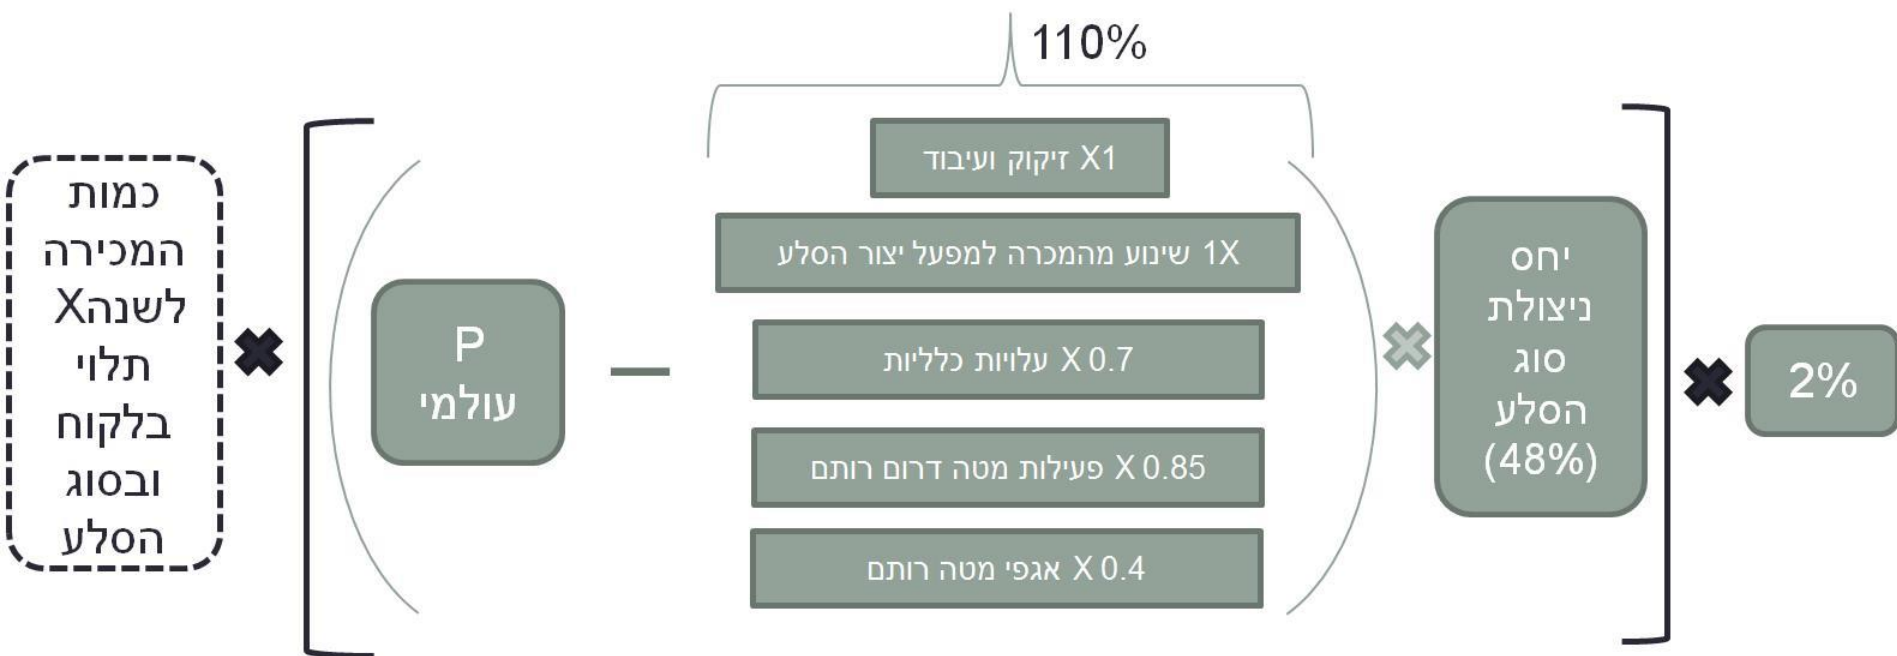 110%
כמות
המכירה
לשנהX
תלוי
בלקוח
ובסוג
הסלע
P
עולמי
X1 זיקוק ועיבוד
1X שינוע מהמכרה למפעל יצור הסלע
X 0.7 עלויות כלליות
X 0.85 פעילות מטה דרום רותם
X 0.4 אגפי מטה רותם
יחס
ניצולת
סוג
הסלע
(48%)
2%